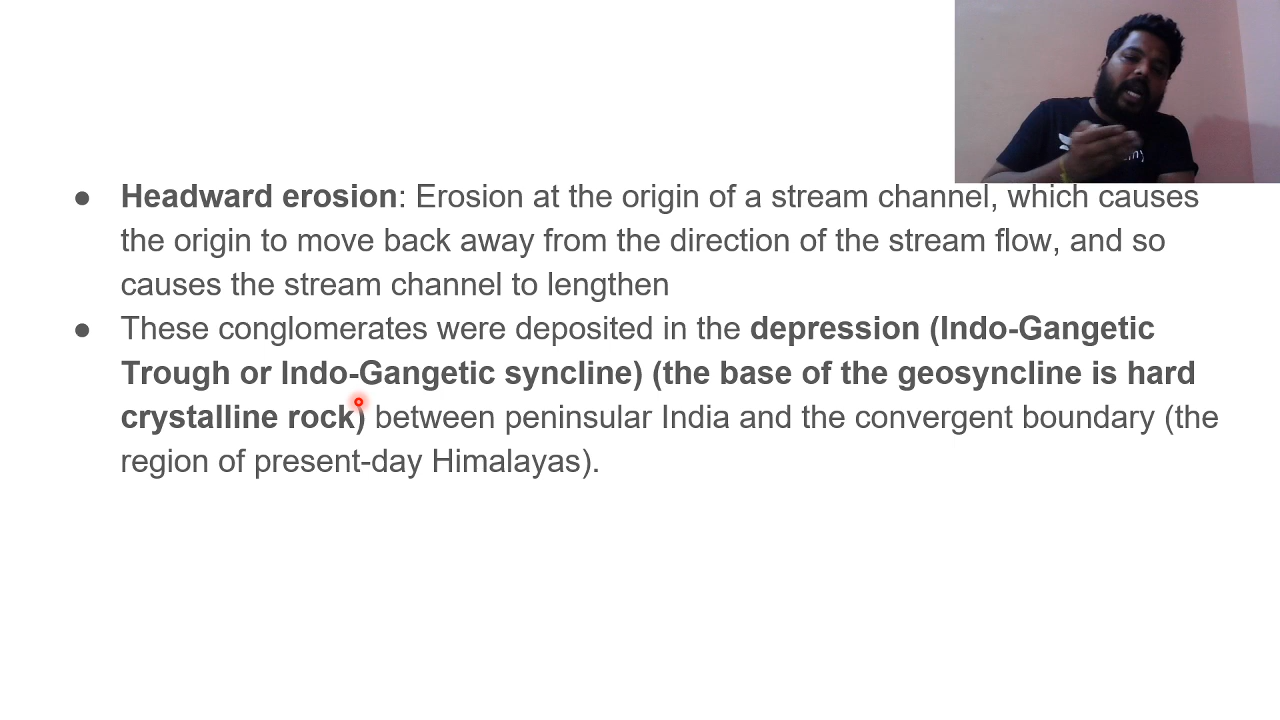 ● Headward erosion: Erosion at the origin of a stream channel, which causes
the origin to move back away from the direction of the stream flow, and so
causes the stream channel to lengthen
● These conglomerates were deposited in the depression (Indo-Gangetic
Trough or Indo-Gangetic syncline) (the base of the geosyncline is hard
crystalline rock) between peninsular India and the convergent boundary (the
region of present-day Himalayas).